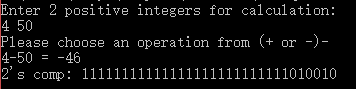 Enter 2 positive integers for calculation:
4 50
Please choose an operation from (+ or -)-
4-50 = -46
2's comp: 11111111111111111111111111010010